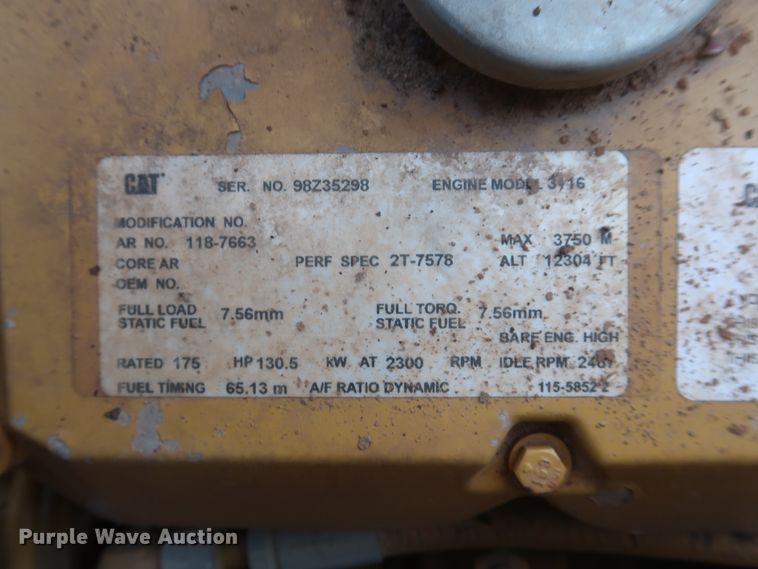 CAT SER. NO. 98Z35298 ENGINE MODEL 3116
MODIFICATION NO.
AR NO. 118-7663 MAX 3750 M
CORE AR PERF SPEC 2T-7578 ALT 12304 FT
OEM NO.
FULL LOAD STATIC FUEL 7.56mm FULL TORQ. STATIC FUEL 7.56mm
BARE ENG. HIGH
RATED 175 HP 130.5 KW AT 2300 RPM IDLE RPM
FUEL TIMING 65.13 m A/F RATIO DYNAMIC 115-5852 2
Purple Wave Auction